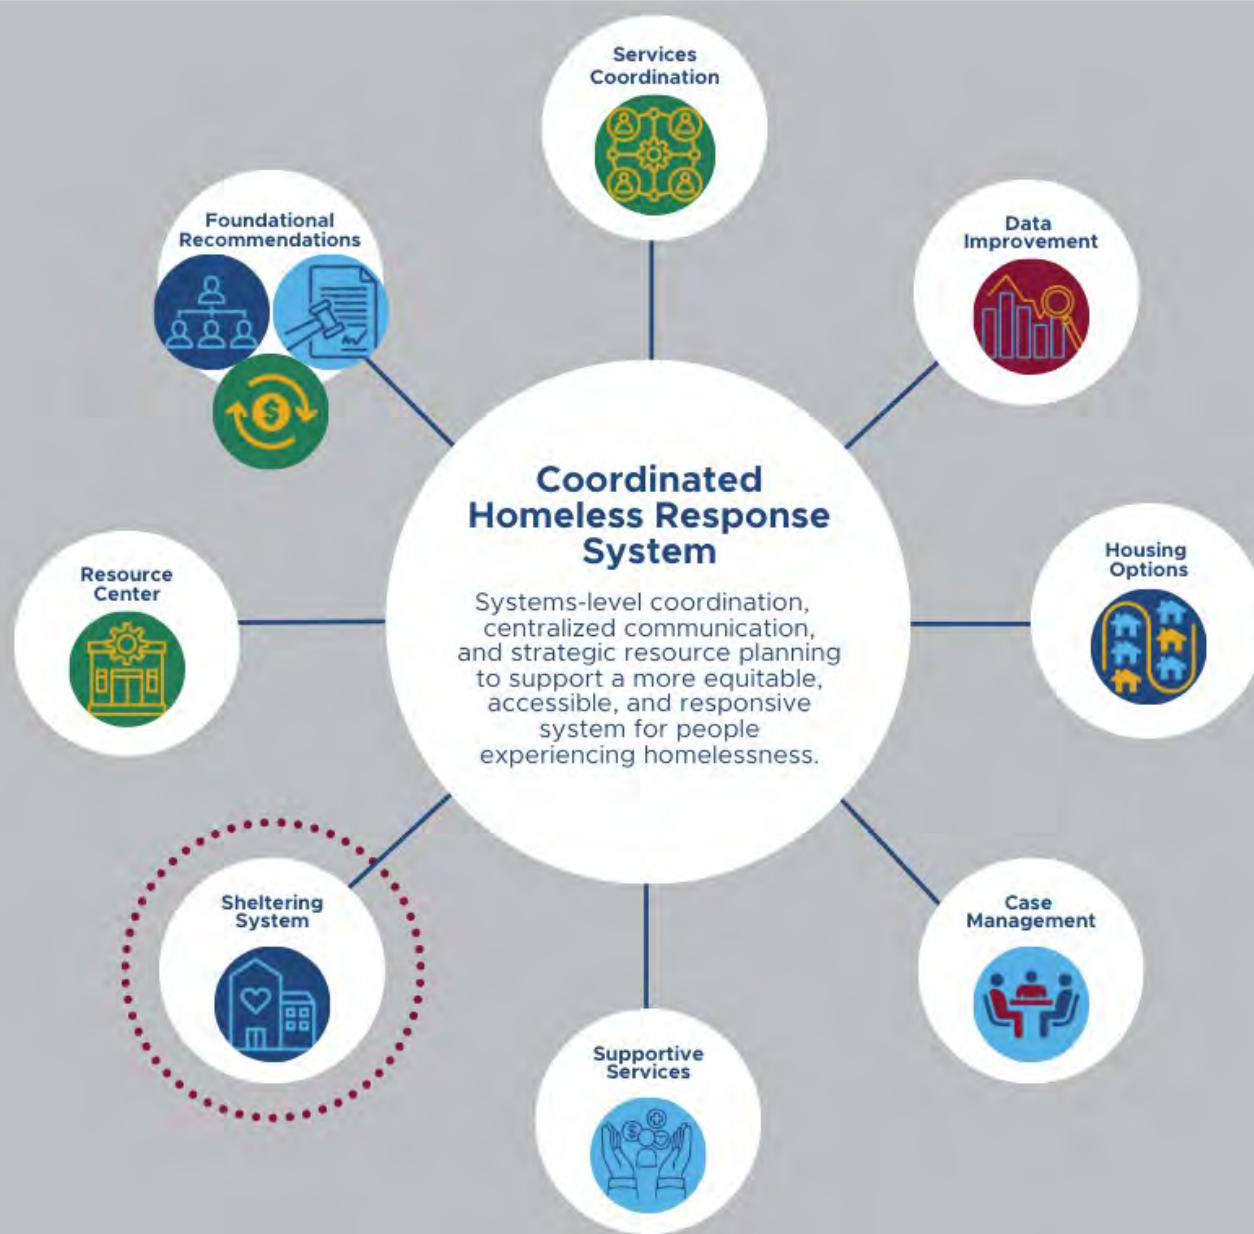 Services
Coordination
Data
Improvement
Housing
Options
Case
Management
Supportive
Services
Sheltering
System
Resource
Center
Foundational
Recommendations
Coordinated
Homeless Response
System
Systems-level coordination,
centralized communication,
and strategic resource planning
to support a more equitable,
accessible, and responsive
system for people
experiencing homelessness.
$
$